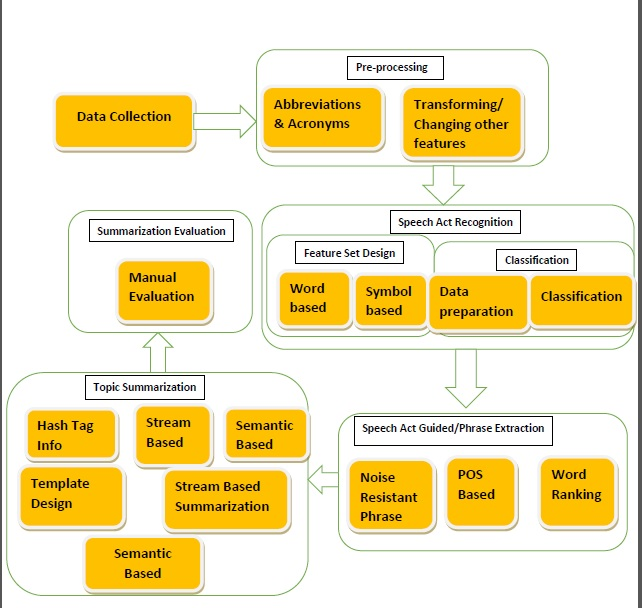 Pre-processing
Data Collection
Abbreviations
& Acronyms
Transforming/
Changing other
features
Speech Act Recognition
Feature Set Design
Word
based
Symbol
based
Classification
Data
preparation
Classification
Speech Act Guided/Phrase Extraction
Noise
Resistant
Phrase
POS
Based
Word
Ranking
Topic Summarization
Hash Tag
Info
Stream
Based
Semantic
Based
Template
Design
Stream Based
Summarization
Semantic
Based
Summarization Evaluation
Manual
Evaluation